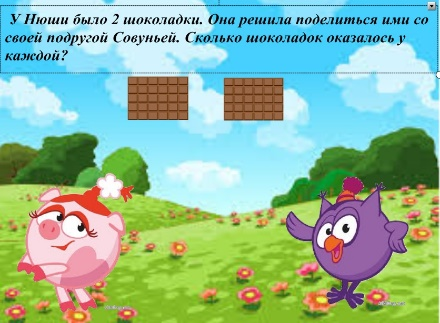 У Нюши было 2 шоколадки. Она решила поделиться ими со
своей подругой Совуньей. Сколько шоколадок оказалось у
каждой?